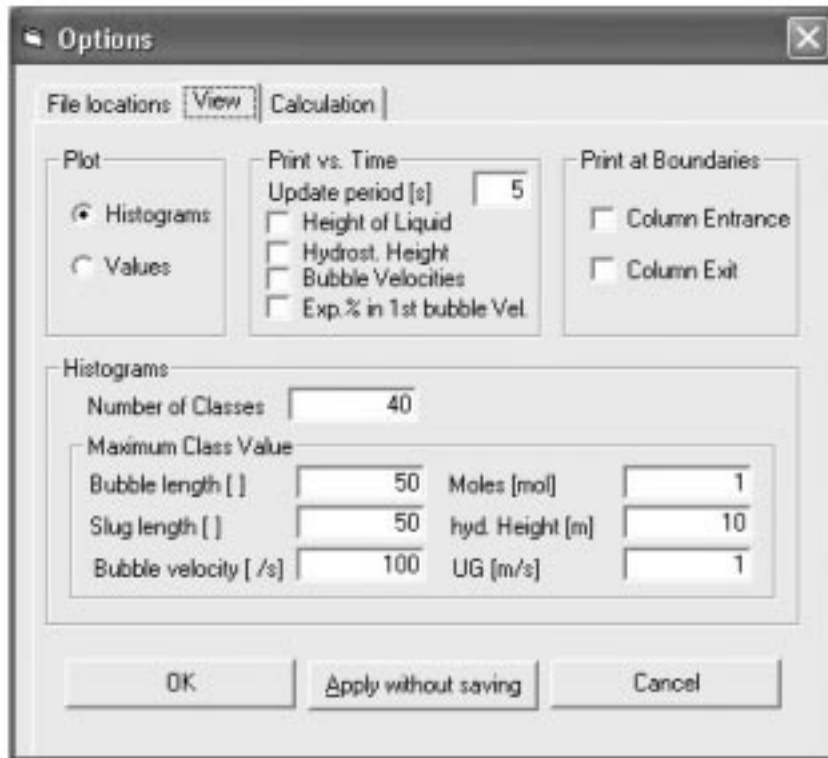 Options
File locations View Calculation
Plot
Histograms
Values
Print vs. Time
Update period [s] 5
Height of Liquid
Hydrost. Height
Bubble Velocities
Exp.% in 1st bubble Vel.
Print at Boundaries
Column Entrance
Column Exit
Histograms
Number of Classes 40
Maximum Class Value
Bubble length [ ] 50 Moles [mol] 1
Slug length [ ] 50 hyd. Height [m] 10
Bubble velocity [ /s] 100 UG [m/s] 1
OK Apply without saving Cancel